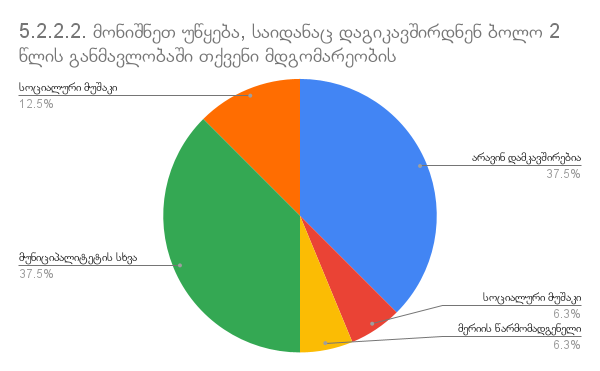 5.2.2.2. მონიშნეთ უწყება, საიდანაც დაგიკავშირდნენ ბოლო 2
წლის განმავლობაში თქვენი მდგომარეობის
სოციალური მუშაკი
12.5%
არავინ დამკავშირებია
37.5%
მუნიციპალიტეტის სხვა
37.5%
სოციალური მუშაკი
6.3%
მერიის წარმომადგენელი
6.3%